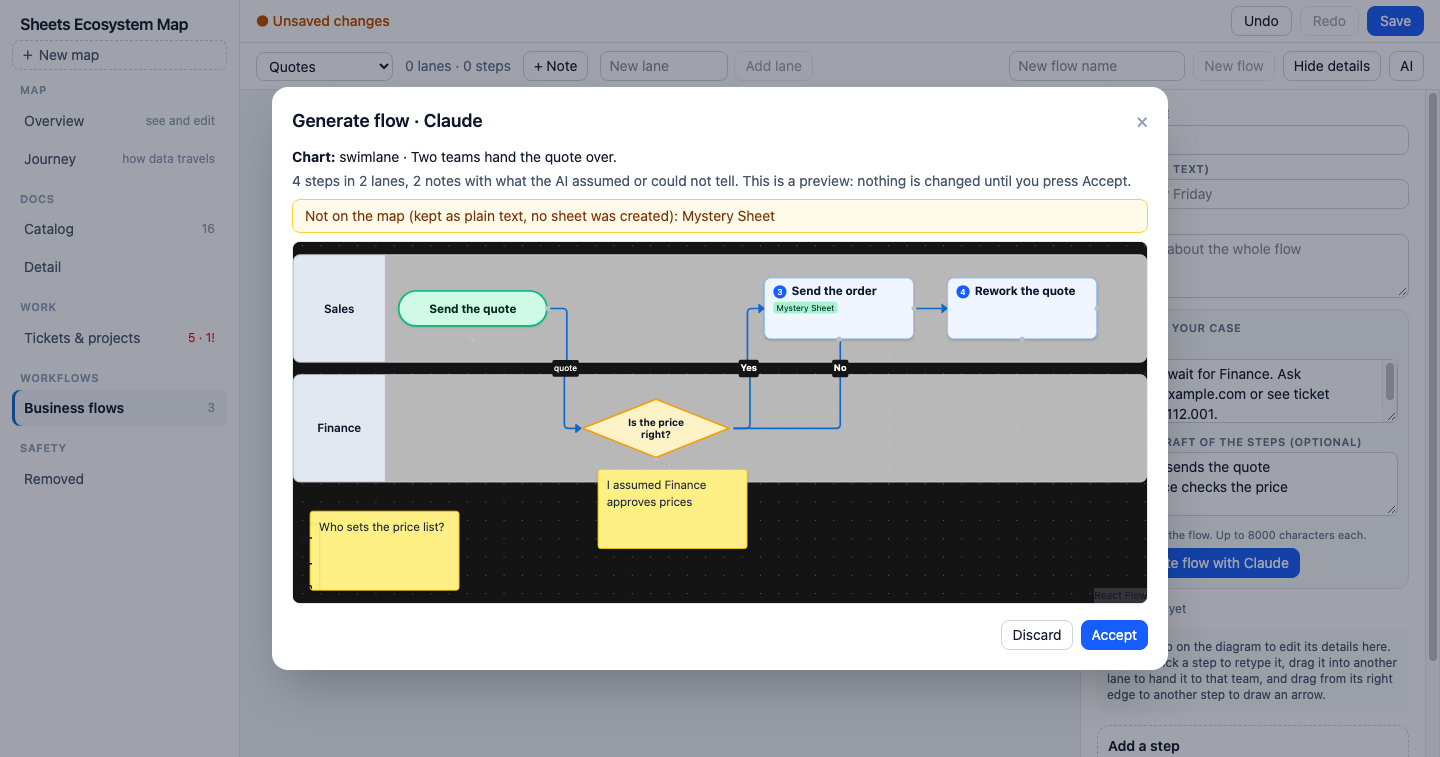 Sheets Ecosystem Map
+ New map
MAP
Overview see and edit
Journey how data travels
DOCS
Catalog 16
Detail
WORK
Tickets & projects 5 · 1!
WORKFLOWS
Business flows 3
SAFETY
Removed
Unsaved changes
Undo
Redo
Save
Quotes
0 lanes · 0 steps
+ Note
New lane
Add lane
New flow name
New flow
Hide details
AI
Generate flow · Claude
×
Chart: swimlane · Two teams hand the quote over.
4 steps in 2 lanes, 2 notes with what the AI assumed or could not tell. This is a preview: nothing is changed until you press Accept.
Not on the map (kept as plain text, no sheet was created): Mystery Sheet
Sales
Send the quote
3 Send the order
Mystery Sheet
4 Rework the quote
quote
Yes
No
Finance
Is the price
right?
I assumed Finance
approves prices
Who sets the price list?
React Flow
Discard
Accept
TEXT)
Friday
about the whole flow
YOUR CASE
wait for Finance. Ask
xample.com or see ticket
112.001.
RAFT OF THE STEPS (OPTIONAL)
sends the quote
ce checks the price
the flow. Up to 8000 characters each.
te flow with Claude
yet
on the diagram to edit its details here.
ck a step to retype it, drag it into another
lane to hand it to that team, and drag from its right
edge to another step to draw an arrow.
Add a step